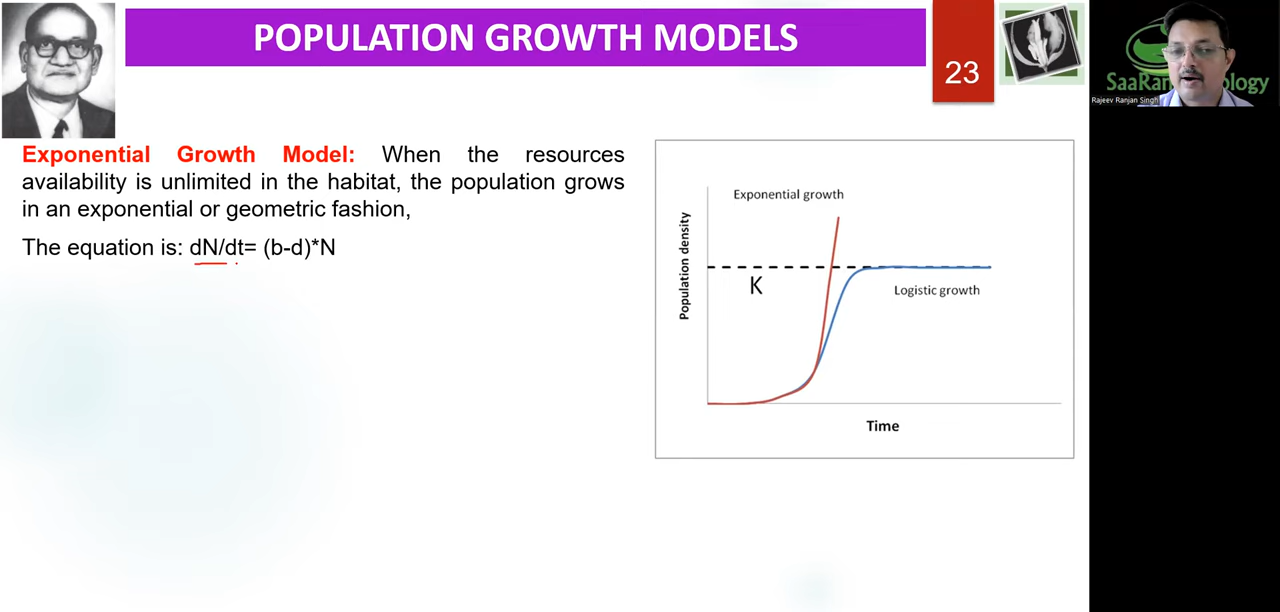 POPULATION GROWTH MODELS
23
Rajeev Ranjan Singh
Exponential Growth Model: When the resources
availability is unlimited in the habitat, the population grows
in an exponential or geometric fashion,
The equation is: dN/dt= (b-d)*N
Exponential growth
Population density
K
Logistic growth
Time